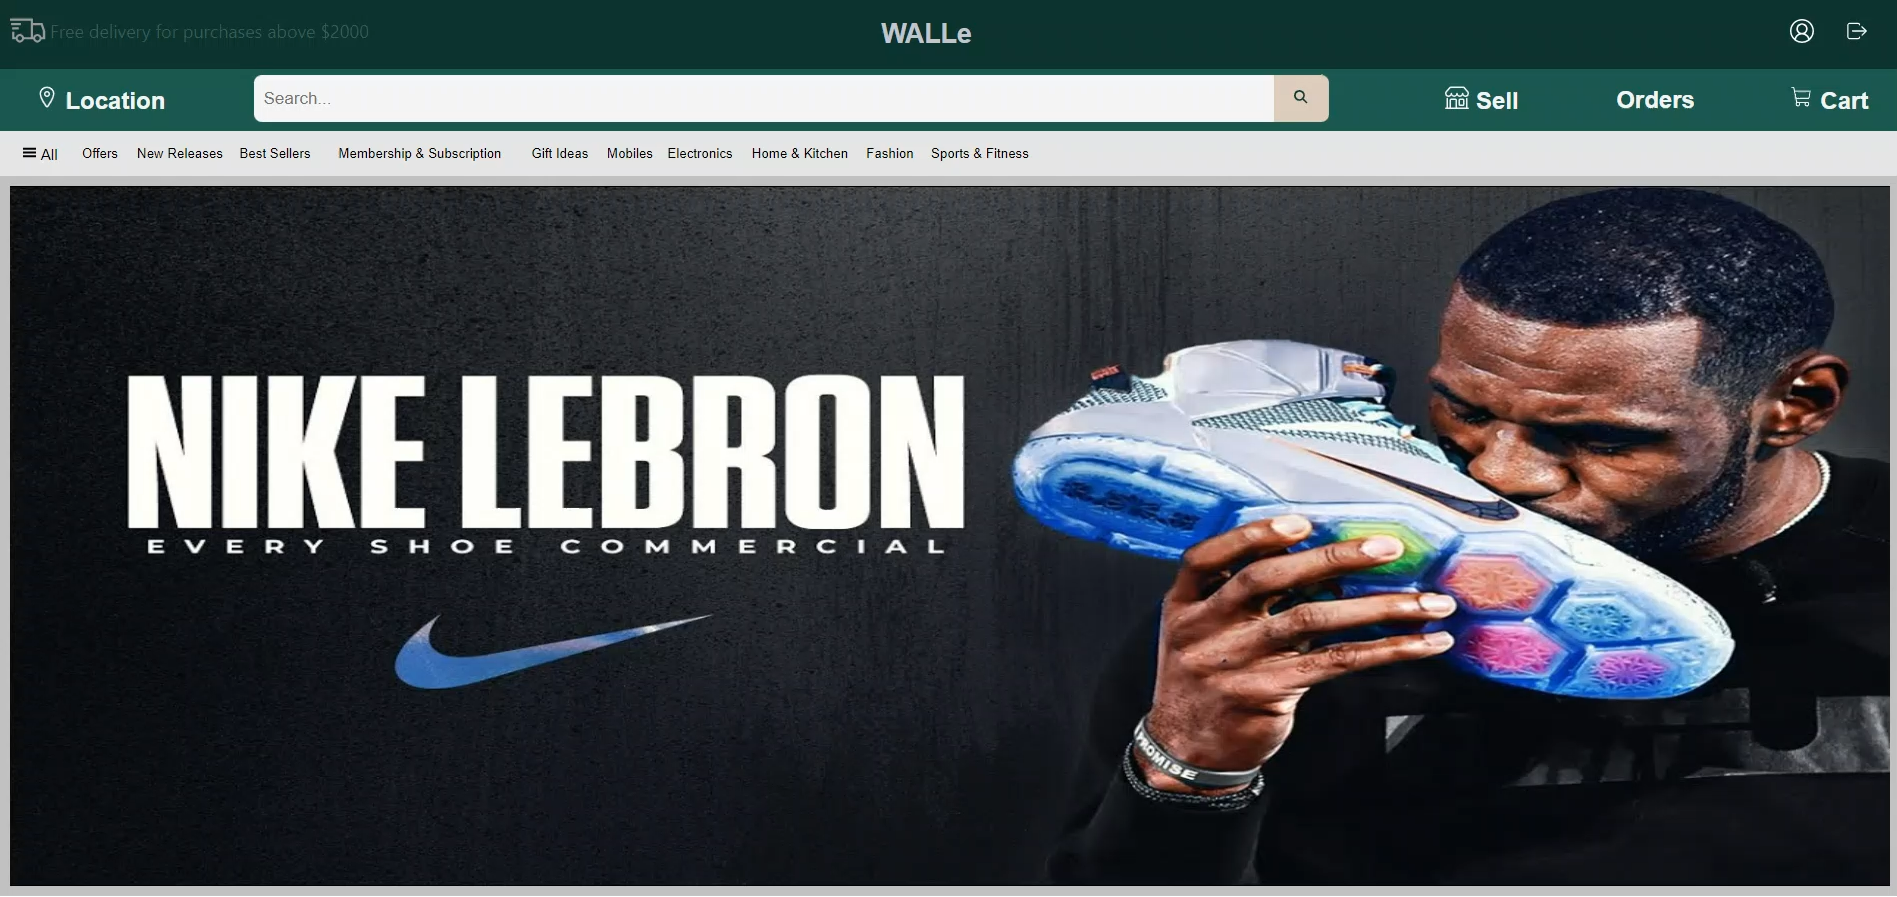 Free delivery for purchases above $2000
WALLe
Location
Search...
Sell
Orders
Cart
All Offers New Releases Best Sellers Membership & Subscription Gift Ideas Mobiles Electronics Home & Kitchen Fashion Sports & Fitness
NIKE LEBRON
EVERY SHOE COMMERCIAL
PROMISE